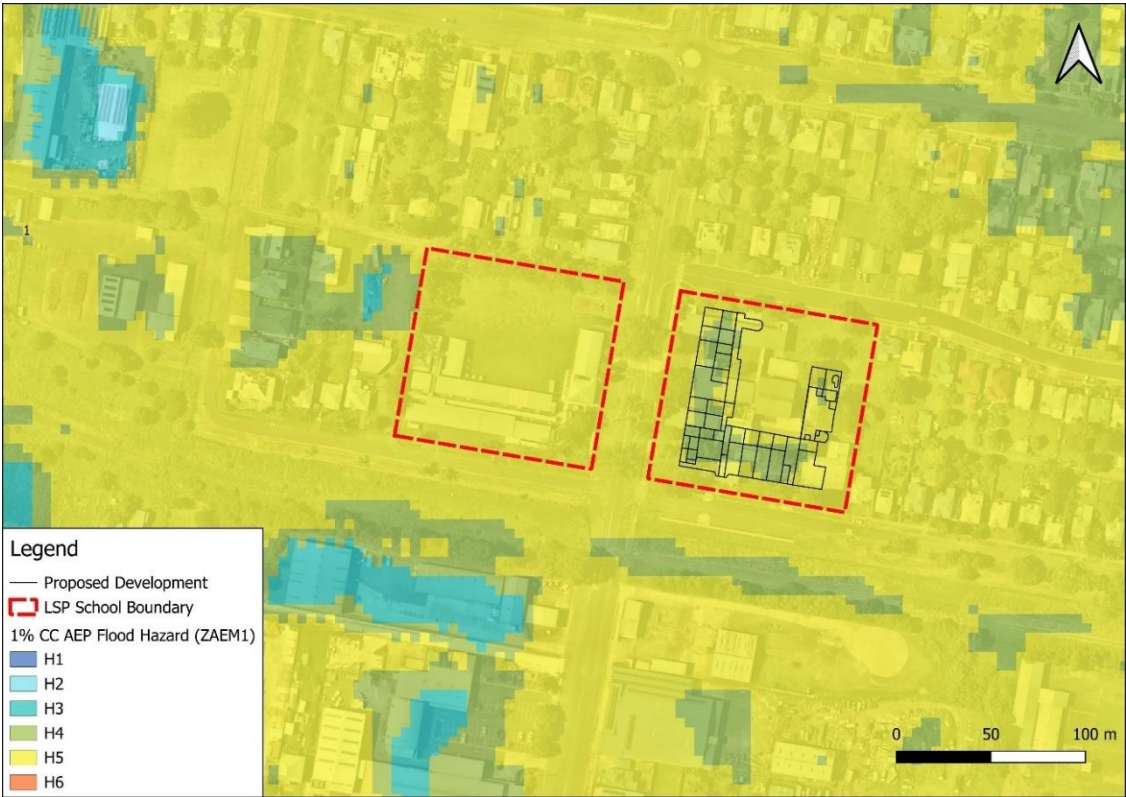 1
Legend
Proposed Development
LSP School Boundary
1% CC AEP Flood Hazard (ZAEM1)
H1
H2
H3
H4
H5
H6
0 50 100 m